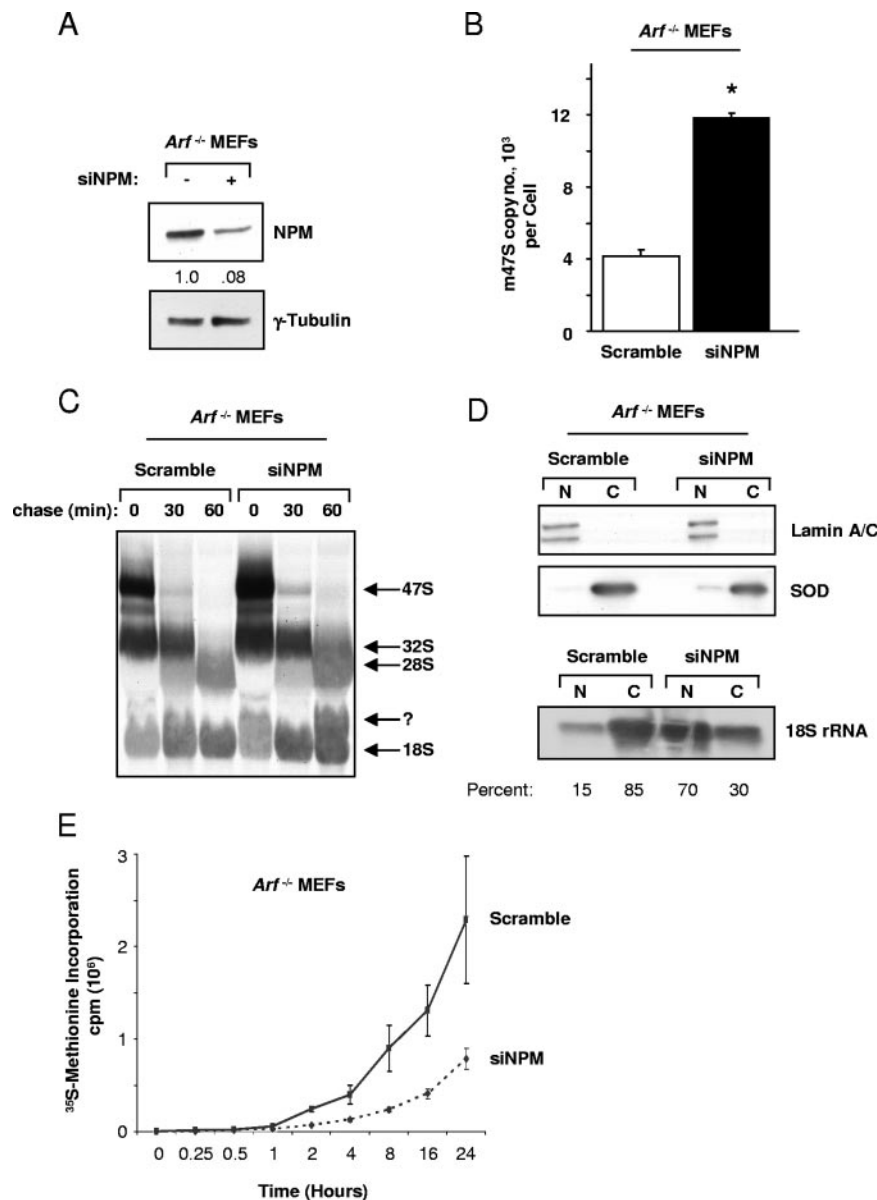 A
Arf -/- MEFs
siNPM: - +
NPM
1.0 .08
γ-Tubulin
B
Arf -/- MEFs
*
m47S copy no., 10³
per Cell
12
8
4
0
Scramble siNPM
C
Arf -/- MEFs
Scramble siNPM
chase (min): 0 30 60 0 30 60
47S
32S
28S
?
18S
D
Arf -/- MEFs
Scramble siNPM
N C N C
Lamin A/C
SOD
Scramble siNPM
N C N C
18S rRNA
Percent: 15 85 70 30
E
³⁵S-Methionine Incorporation
cpm (10⁶)
3
2
1
0
Arf -/- MEFs
Scramble
siNPM
0 0.25 0.5 1 2 4 8 16 24
Time (Hours)